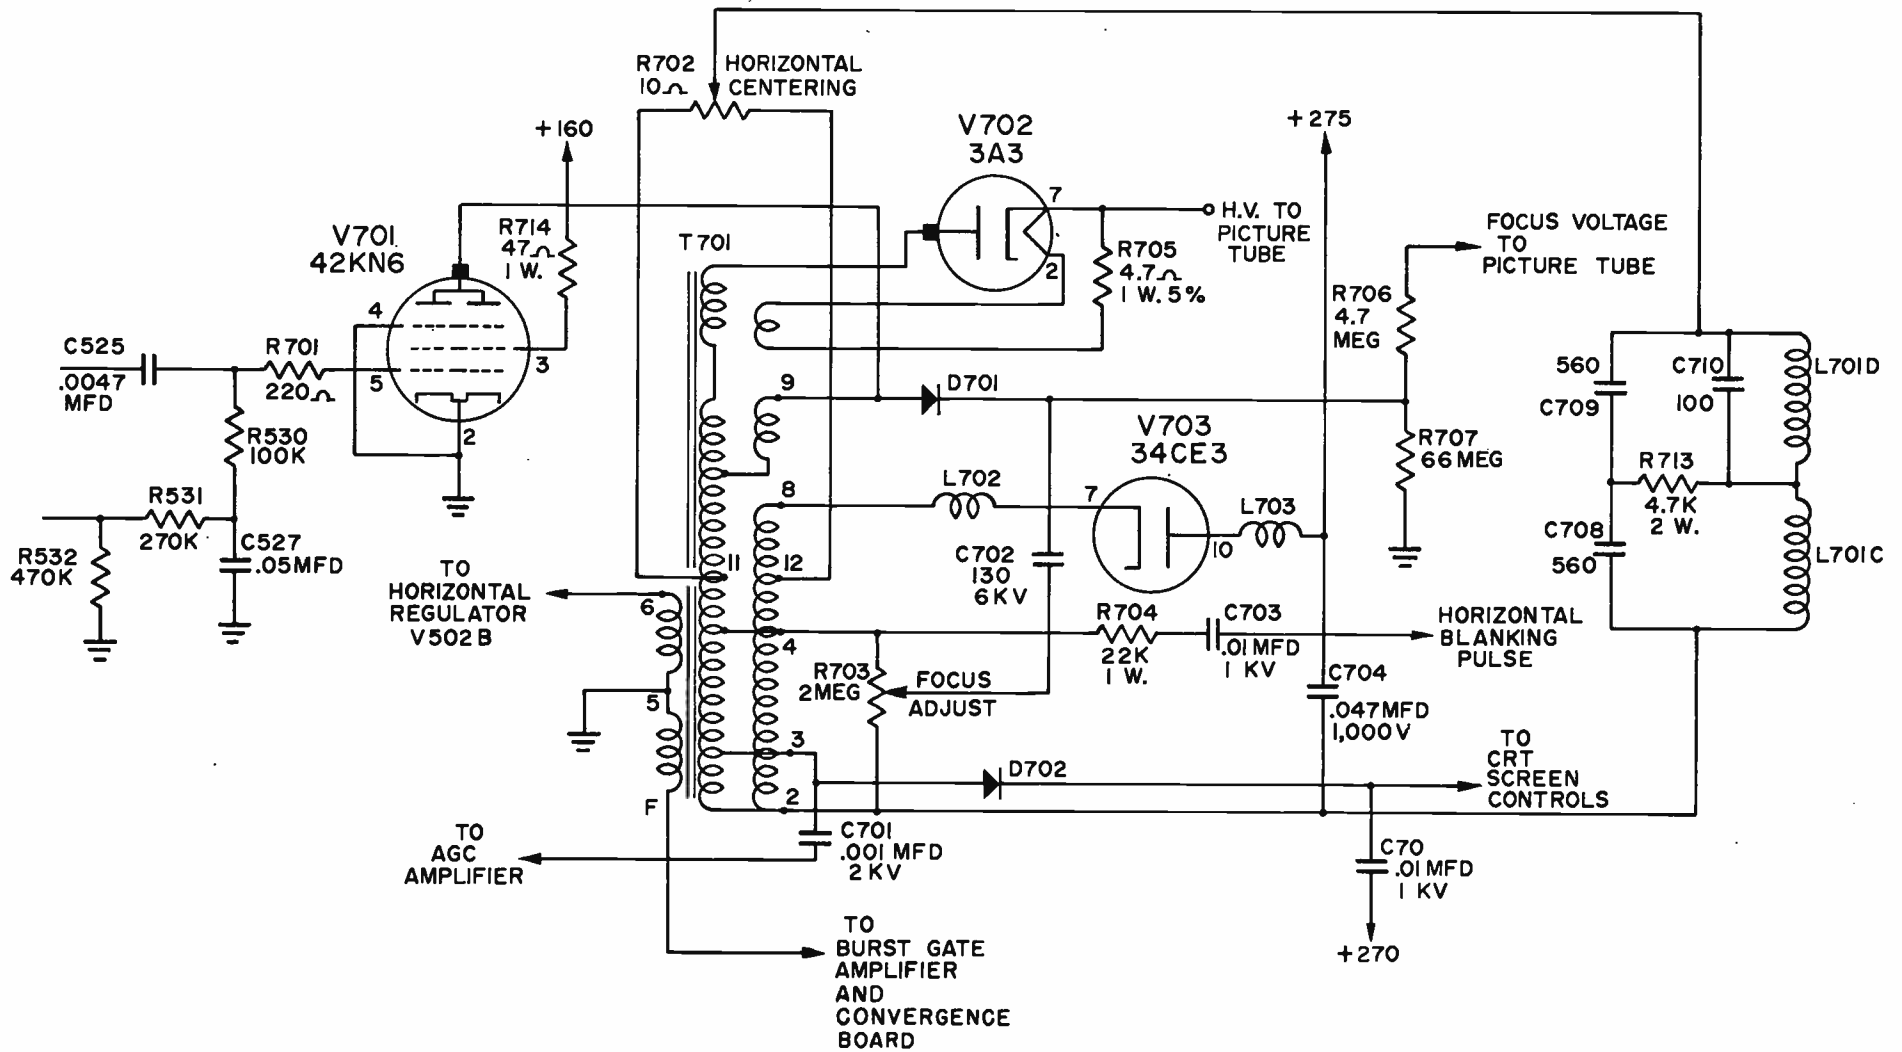 R702
10Ω
HORIZONTAL
CENTERING
+160
V702
3A3
+275
7
2
H.V. TO
PICTURE
TUBE
R705
4.7Ω
1 W. 5%
FOCUS VOLTAGE
TO
PICTURE TUBE
V701
42KN6
R714
47Ω
1 W.
T701
4
5
3
2
C525
.0047
MFD
R701
220Ω
R530
100K
R531
270K
R532
470K
C527
.05MFD
R706
4.7
MEG
9
D701
V703
34CE3
R707
66 MEG
8
L702
7
L703
10
560
C709
C710
100
L701D
R713
4.7K
2 W.
C708
560
L701C
11
12
C702
130
6KV
TO
HORIZONTAL
REGULATOR
V502B
6
4
R704
22K
1 W.
C703
.01MFD
1 KV
HORIZONTAL
BLANKING
PULSE
R703
2MEG
FOCUS
ADJUST
C704
.047MFD
1,000V
5
3
D702
TO
CRT
SCREEN
CONTROLS
F
2
C701
.001 MFD
2 KV
TO
AGC
AMPLIFIER
C70
.01MFD
1 KV
+270
TO
BURST GATE
AMPLIFIER
AND
CONVERGENCE
BOARD